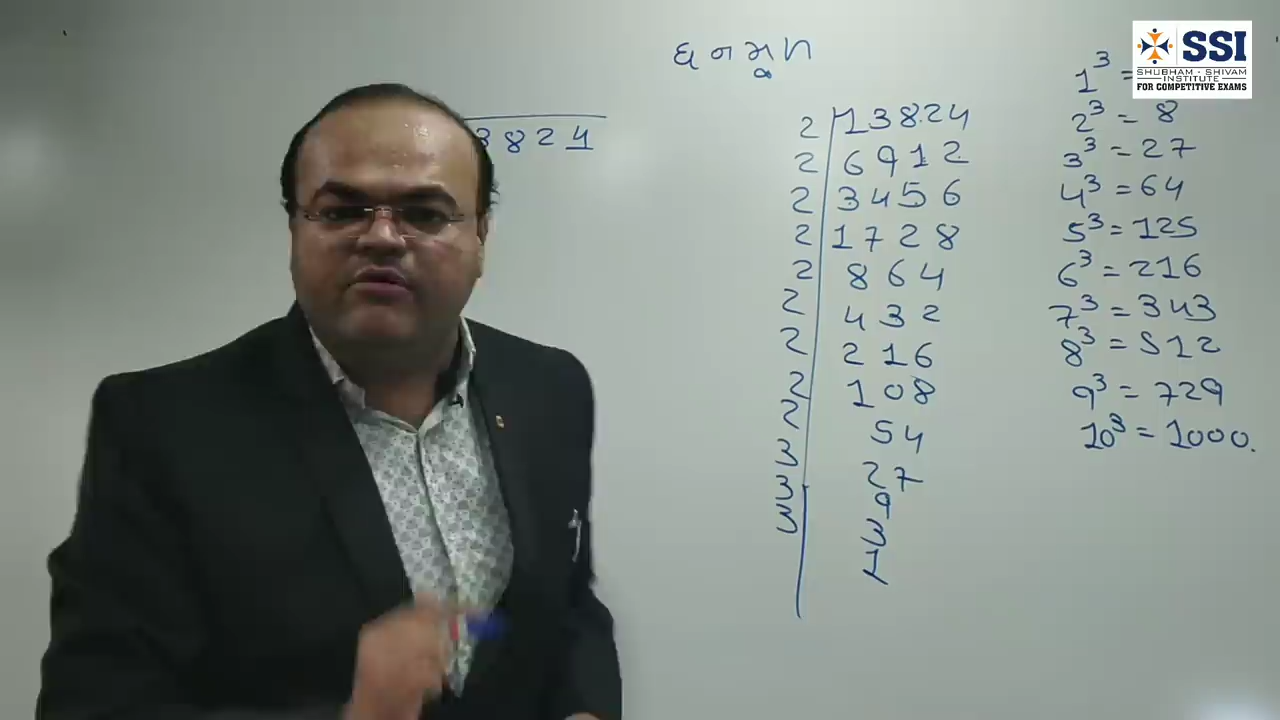 SSI
SHUBHAM - SHIVAM
INSTITUTE
FOR COMPETITIVE EXAMS
ઘનમૂળ
3824
2 13824
2 6912
2 3456
2 1728
2 864
2 432
2 216
2 108
2 54
3 27
3 9
3 3
1
1³ =
2³ = 8
3³ = 27
4³ = 64
5³ = 125
6³ = 216
7³ = 343
8³ = 512
9³ = 729
10³ = 1000.